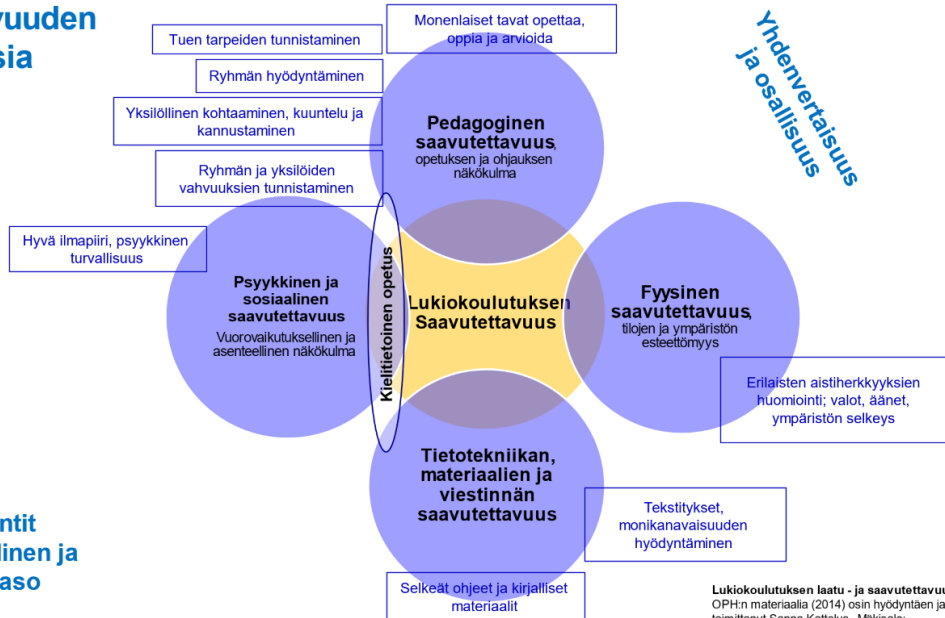 vuuden
sia
Tuen tarpeiden tunnistaminen
Monenlaiset tavat opettaa,
oppia ja arvioida
Yhdenvertaisuus
ja osallisuus
Ryhmän hyödyntäminen
Yksilöllinen kohtaaminen, kuuntelu ja
kannustaminen
Pedagoginen
saavutettavuus,
opetuksen ja ohjauksen
näkökulma
Ryhmän ja yksilöiden
vahvuuksien tunnistaminen
Hyvä ilmapiiri, psyykkinen
turvallisuus
Psyykkinen ja
sosiaalinen
saavutettavuus
Vuorovaikutuksellinen ja
asenteellinen näkökulma
Kielitietoinen opetus
Lukiokoulutuksen
Saavutettavuus
Fyysinen
saavutettavuus,
tilojen ja ympäristön
esteettömyys
Erilaisten aistiherkkyyksien
huomiointi; valot, äänet,
ympäristön selkeys
Tietotekniikan,
materiaalien ja
viestinnän
saavutettavuus
Tekstitykset,
monikanavaisuuden
hyödyntäminen
ntit
linen ja
aso
Selkeät ohjeet ja kirjalliset
materiaalit
Lukiokoulutuksen laatu - ja saavutettavuu
OPH:n materiaalia (2014) osin hyödyntäen ja